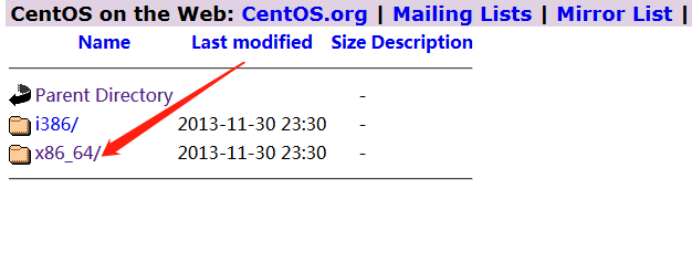 CentOS on the Web: CentOS.org | Mailing Lists | Mirror List |
Name Last modified Size Description
Parent Directory -
i386/ 2013-11-30 23:30 -
x86_64/ 2013-11-30 23:30 -